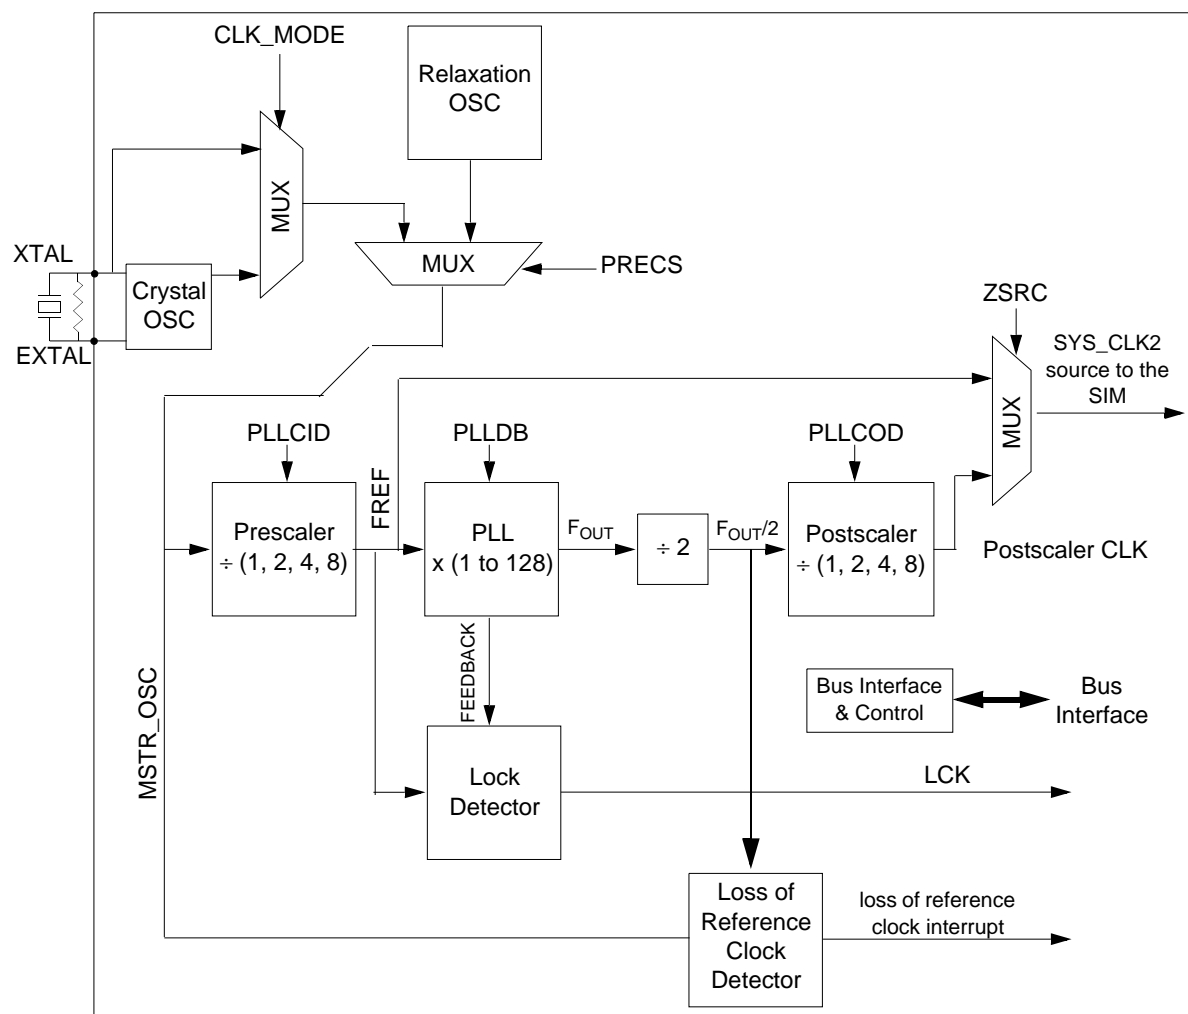 CLK_MODE
Relaxation
OSC
MUX
XTAL
MUX
PRECS
Crystal
OSC
ZSRC
EXTAL
SYS_CLK2
source to the
SIM
MUX
PLLCID
PLLDB
PLLCOD
FREF
Prescaler
÷ (1, 2, 4, 8)
PLL
x (1 to 128)
FOUT
÷ 2
FOUT/2
Postscaler
÷ (1, 2, 4, 8)
Postscaler CLK
FEEDBACK
MSTR_OSC
Bus Interface
& Control
Bus
Interface
Lock
Detector
LCK
Loss of
Reference
Clock
Detector
loss of reference
clock interrupt